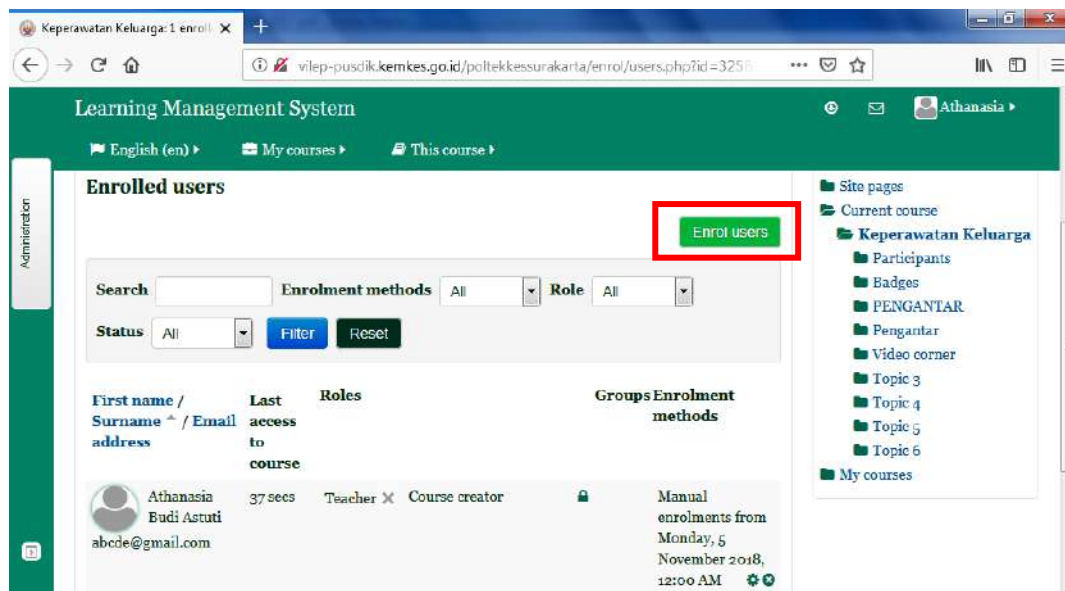 Keperawatan Keluarga: 1 enroll
vilep-pusdik.kemkes.go.id/poltekkessurakarta/enrol/users.php?id=3258
Learning Management System
Athanasia
English (en)
My courses
This course
Administration
Enrolled users
Enrol users
Search
Enrolment methods All
Role All
Status All
Filter
Reset
First name /
Surname / Email
address
Last
access
to
course
Roles
Groups
Enrolment
methods
Athanasia
Budi Astuti
abcde@gmail.com
37 secs
Teacher
Course creator
Manual
enrolments from
Monday, 5
November 2018,
12:00 AM
Site pages
Current course
Keperawatan Keluarga
Participants
Badges
PENGANTAR
Pengantar
Video corner
Topic 3
Topic 4
Topic 5
Topic 6
My courses